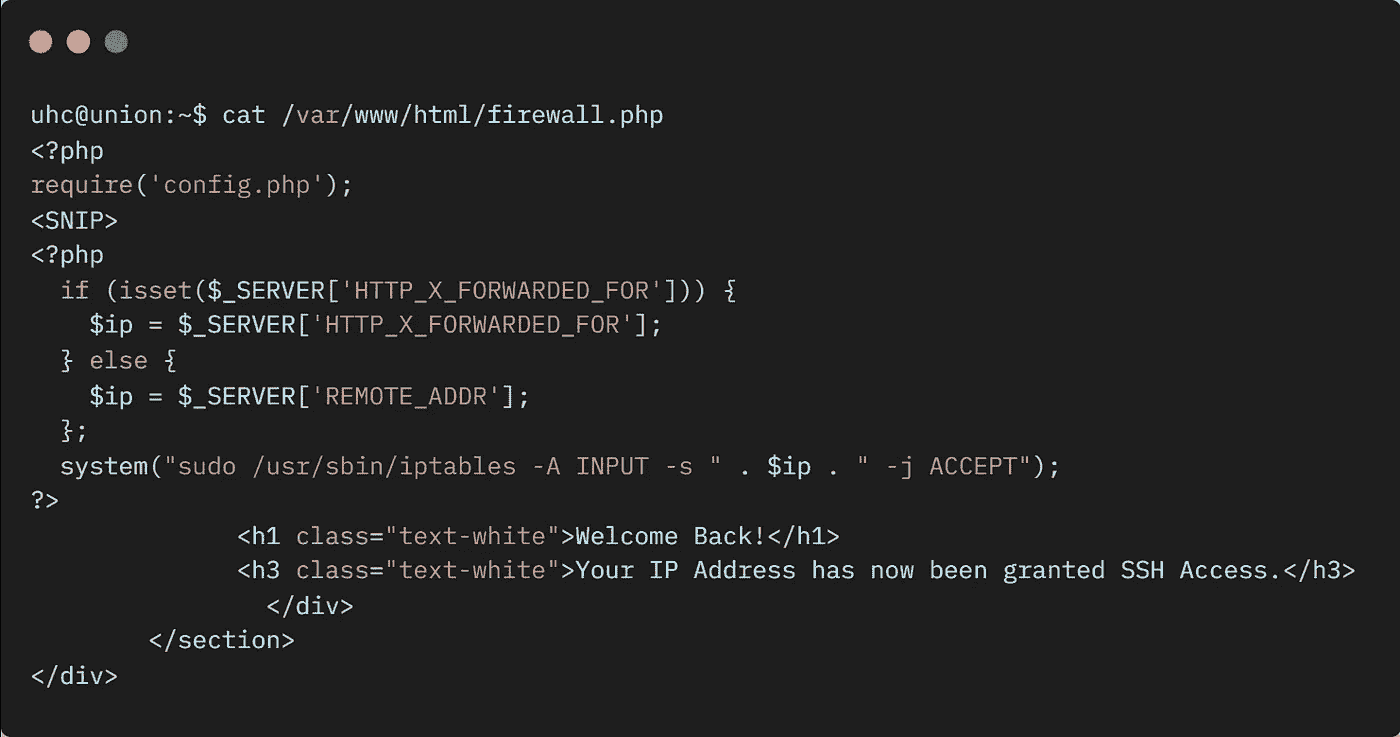 uhc@union:~$ cat /var/www/html/firewall.php
<?php
require('config.php');
<SNIP>
<?php
  if (isset($_SERVER['HTTP_X_FORWARDED_FOR'])) {
    $ip = $_SERVER['HTTP_X_FORWARDED_FOR'];
  } else {
    $ip = $_SERVER['REMOTE_ADDR'];
  };
  system("sudo /usr/sbin/iptables -A INPUT -s " . $ip . " -j ACCEPT");
?>
              <h1 class="text-white">Welcome Back!</h1>
              <h3 class="text-white">Your IP Address has now been granted SSH Access.</h3>
                </div>
        </section>
</div>